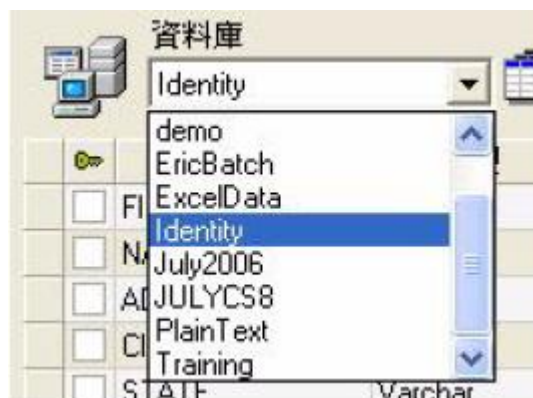 資料庫
Identity
demo
EricBatch
ExcelData
Identity
July2006
JULYCS8
PlainText
Training
Varchar